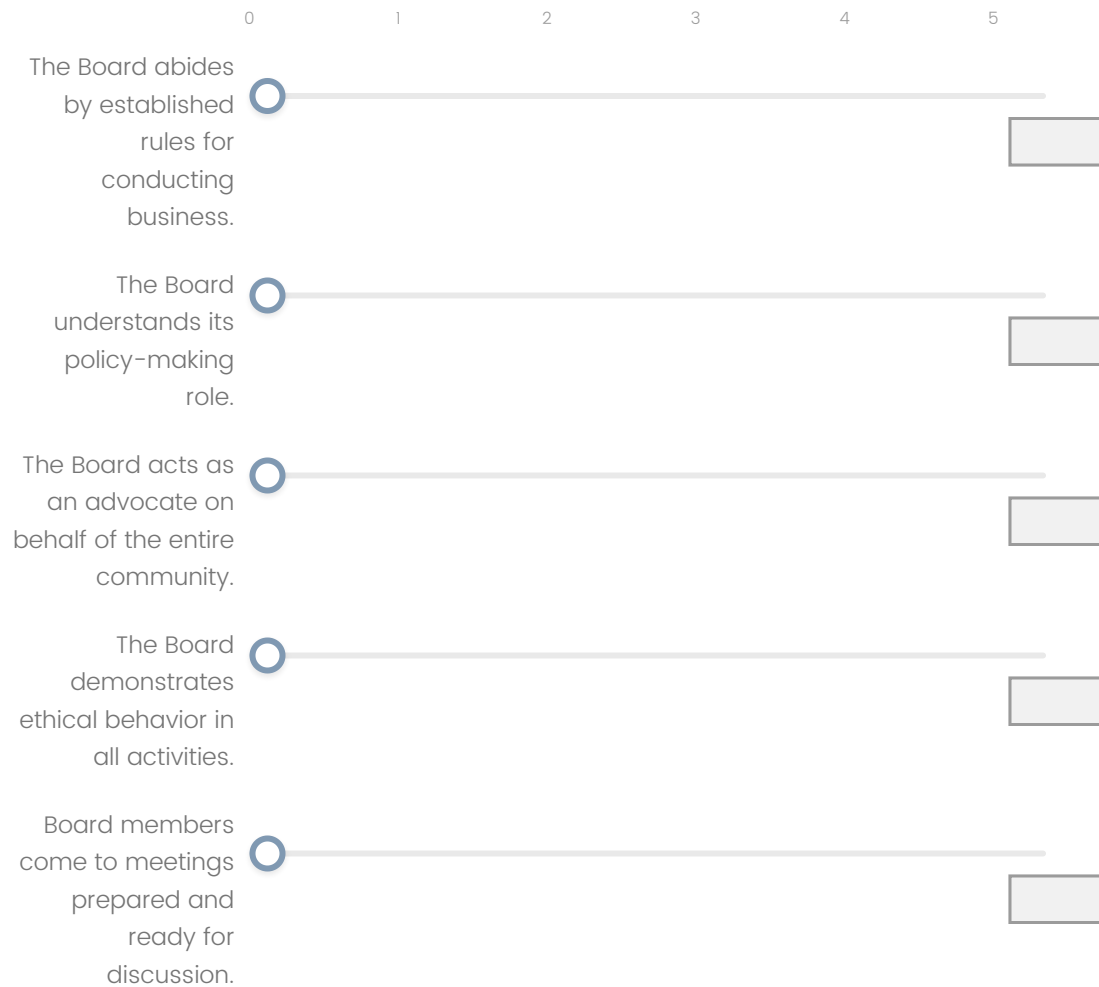 0 1 2 3 4 5
The Board abides
by established
rules for
conducting
business.
The Board
understands its
policy-making
role.
The Board acts as
an advocate on
behalf of the entire
community.
The Board
demonstrates
ethical behavior in
all activities.
Board members
come to meetings
prepared and
ready for
discussion.